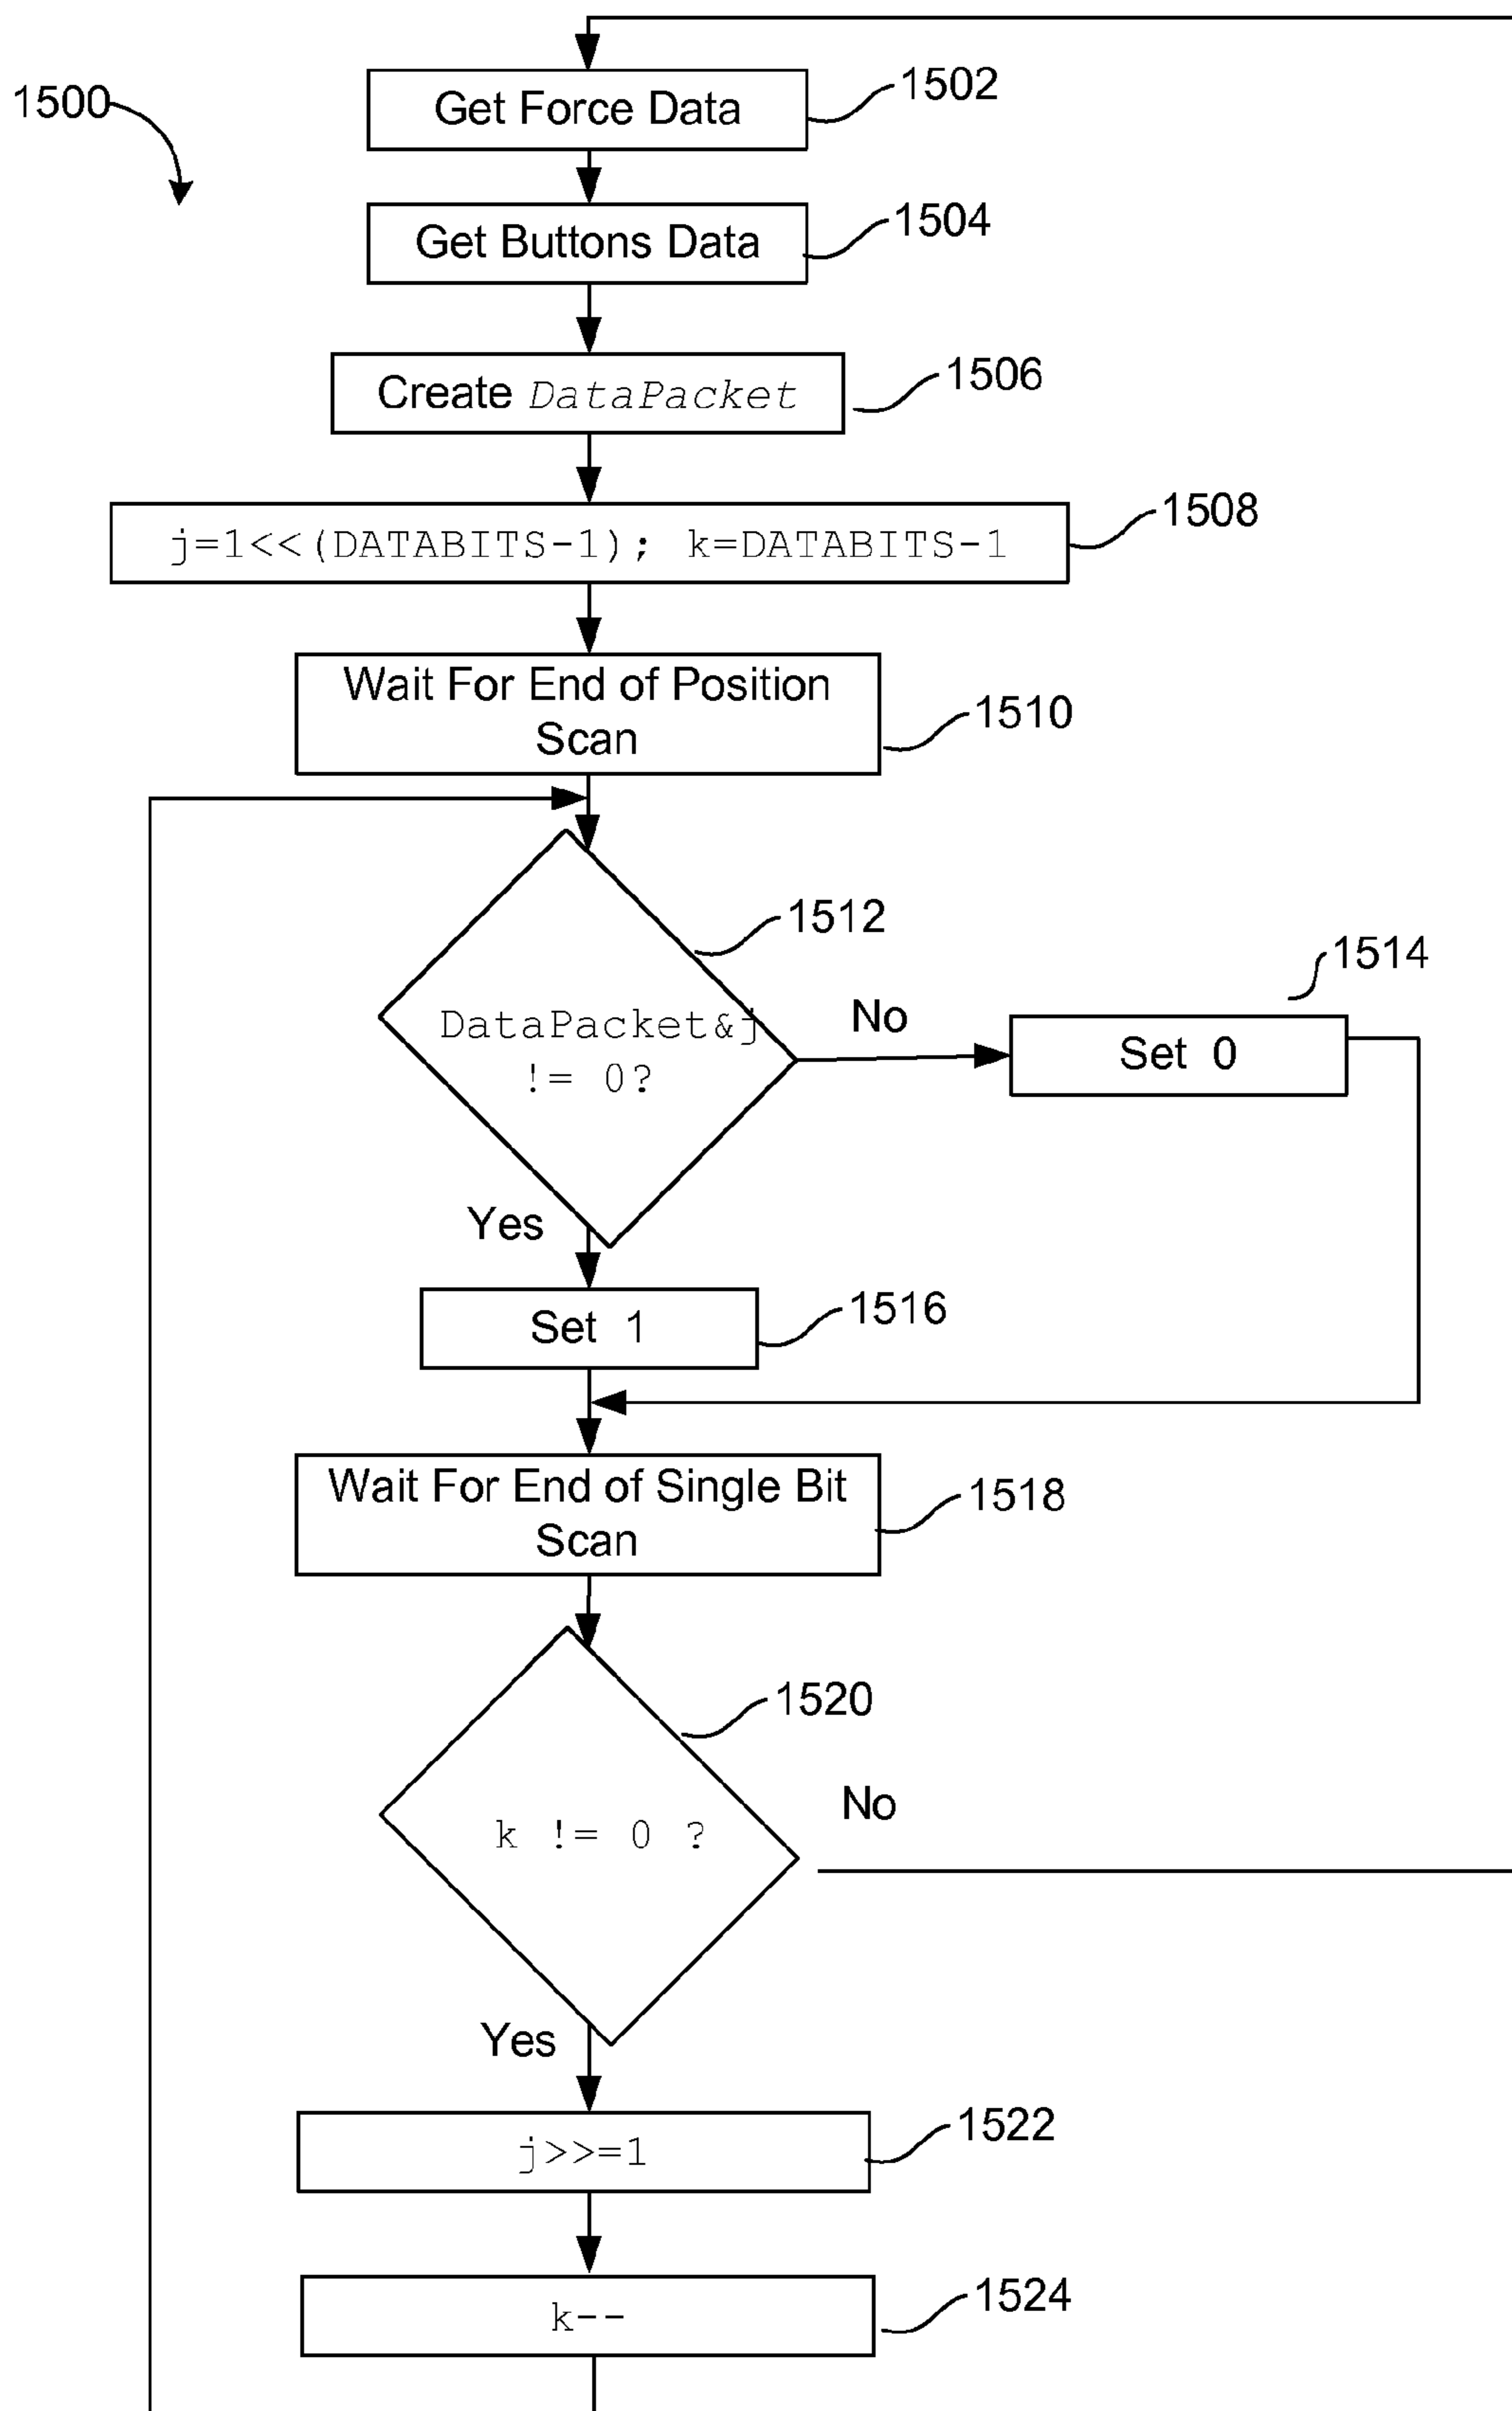 1500
Get Force Data
1502
Get Buttons Data
1504
Create DataPacket
1506
j=1<<(DATABITS-1); k=DATABITS-1
1508
Wait For End of Position
Scan
1510
1512
DataPacket&j
!= 0?
No
1514
Set 0
Yes
Set 1
1516
Wait For End of Single Bit
Scan
1518
1520
k != 0 ?
No
Yes
j>>=1
1522
k--
1524